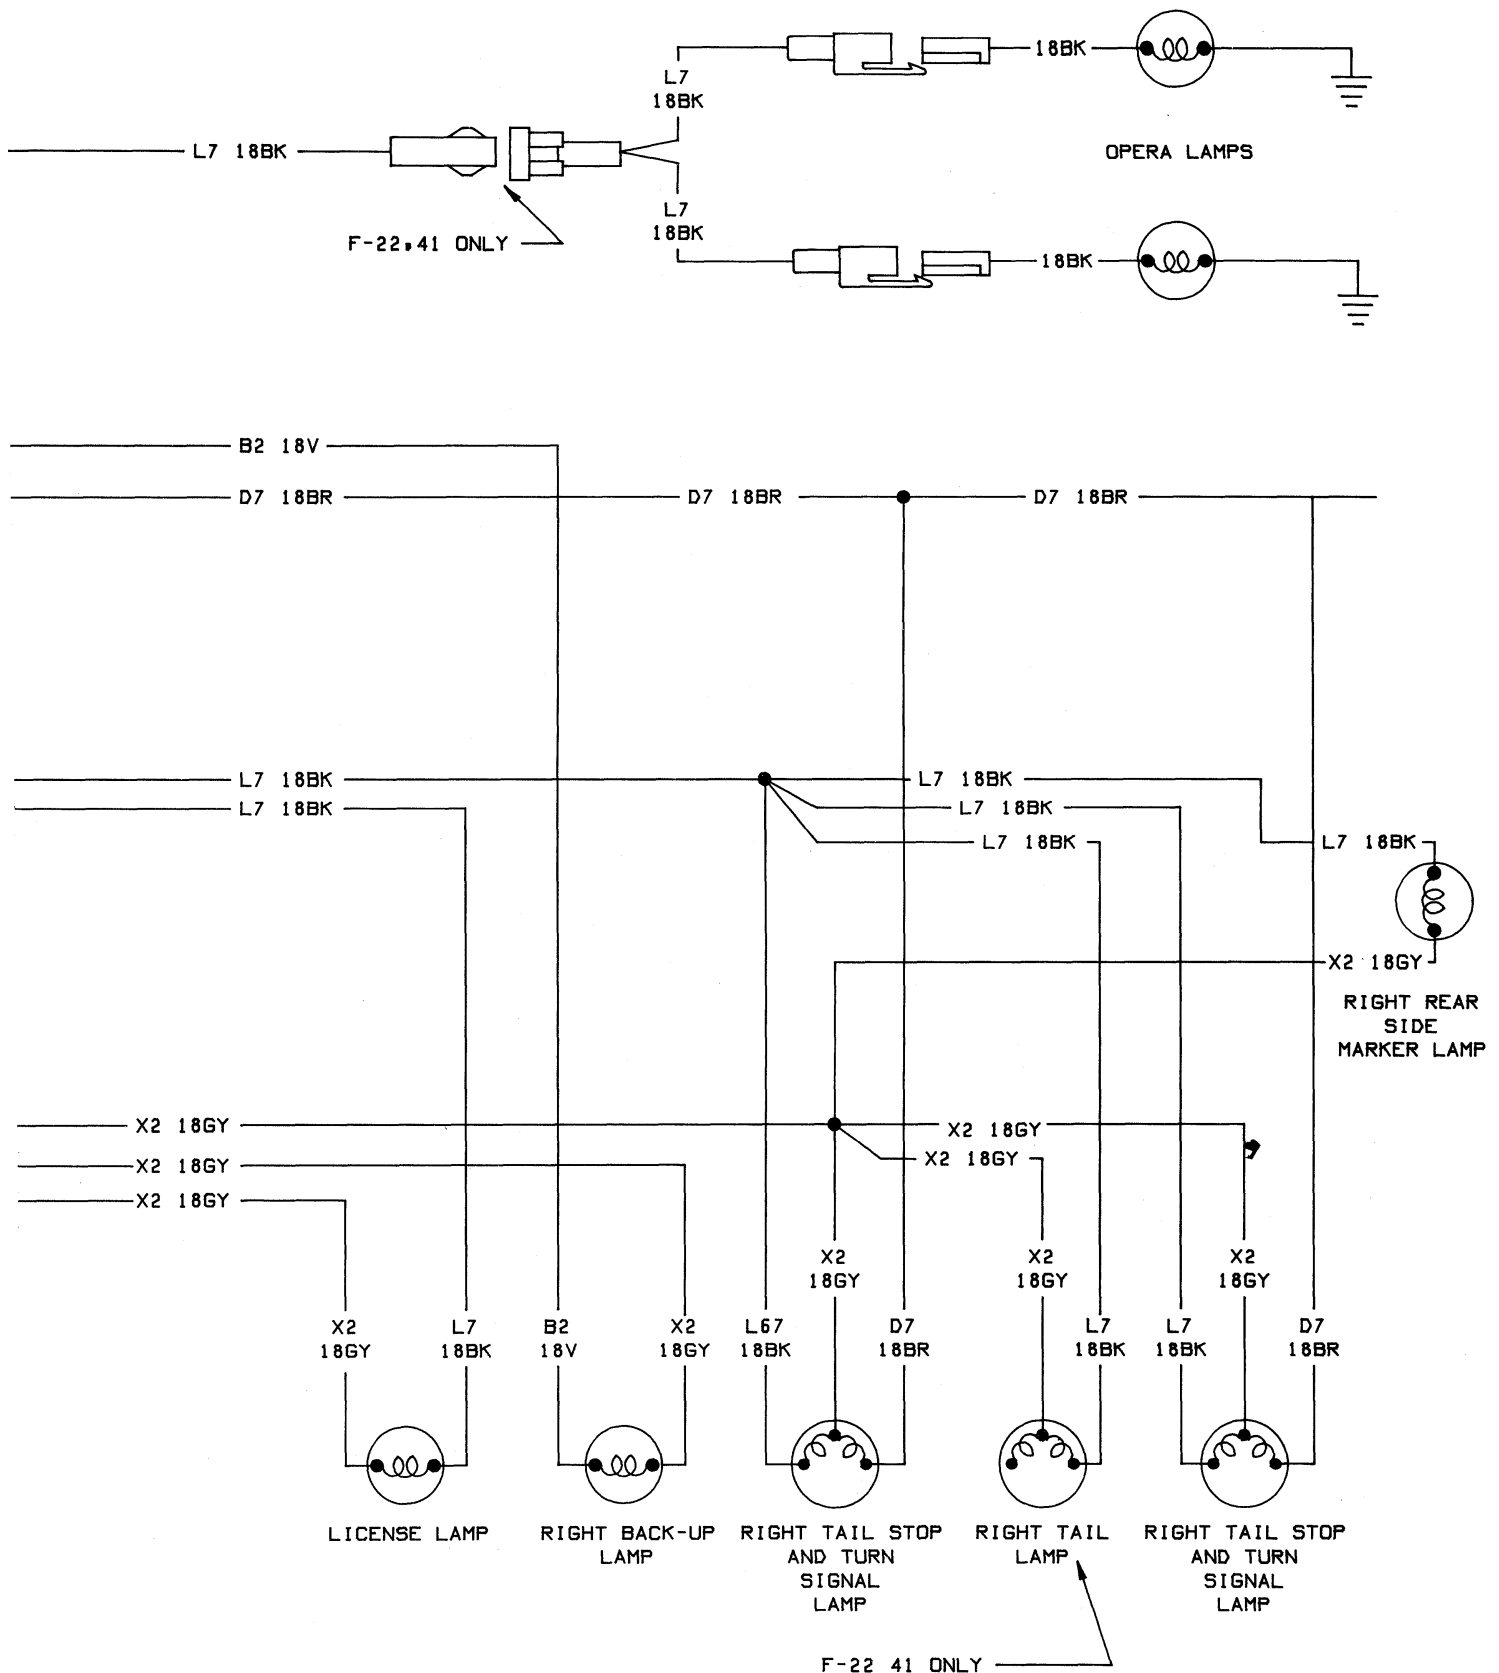 18BK
L7
18BK
L7 18BK
OPERA LAMPS
L7
18BK
F-22,41 ONLY
18BK
B2 18V
D7 18BR
D7 18BR
D7 18BR
L7 18BK
L7 18BK
L7 18BK
L7 18BK
L7 18BK
L7 18BK
X2 18GY
RIGHT REAR
SIDE
MARKER LAMP
X2 18GY
X2 18GY
X2 18GY
X2 18GY
X2 18GY
X2
18GY
X2
18GY
X2
18GY
X2
18GY
L7
18BK
B2
18V
X2
18GY
L67
18BK
D7
18BR
L7
18BK
L7
18BK
D7
18BR
LICENSE LAMP
RIGHT BACK-UP
LAMP
RIGHT TAIL STOP
AND TURN
SIGNAL
LAMP
RIGHT TAIL
LAMP
RIGHT TAIL STOP
AND TURN
SIGNAL
LAMP
F-22 41 ONLY